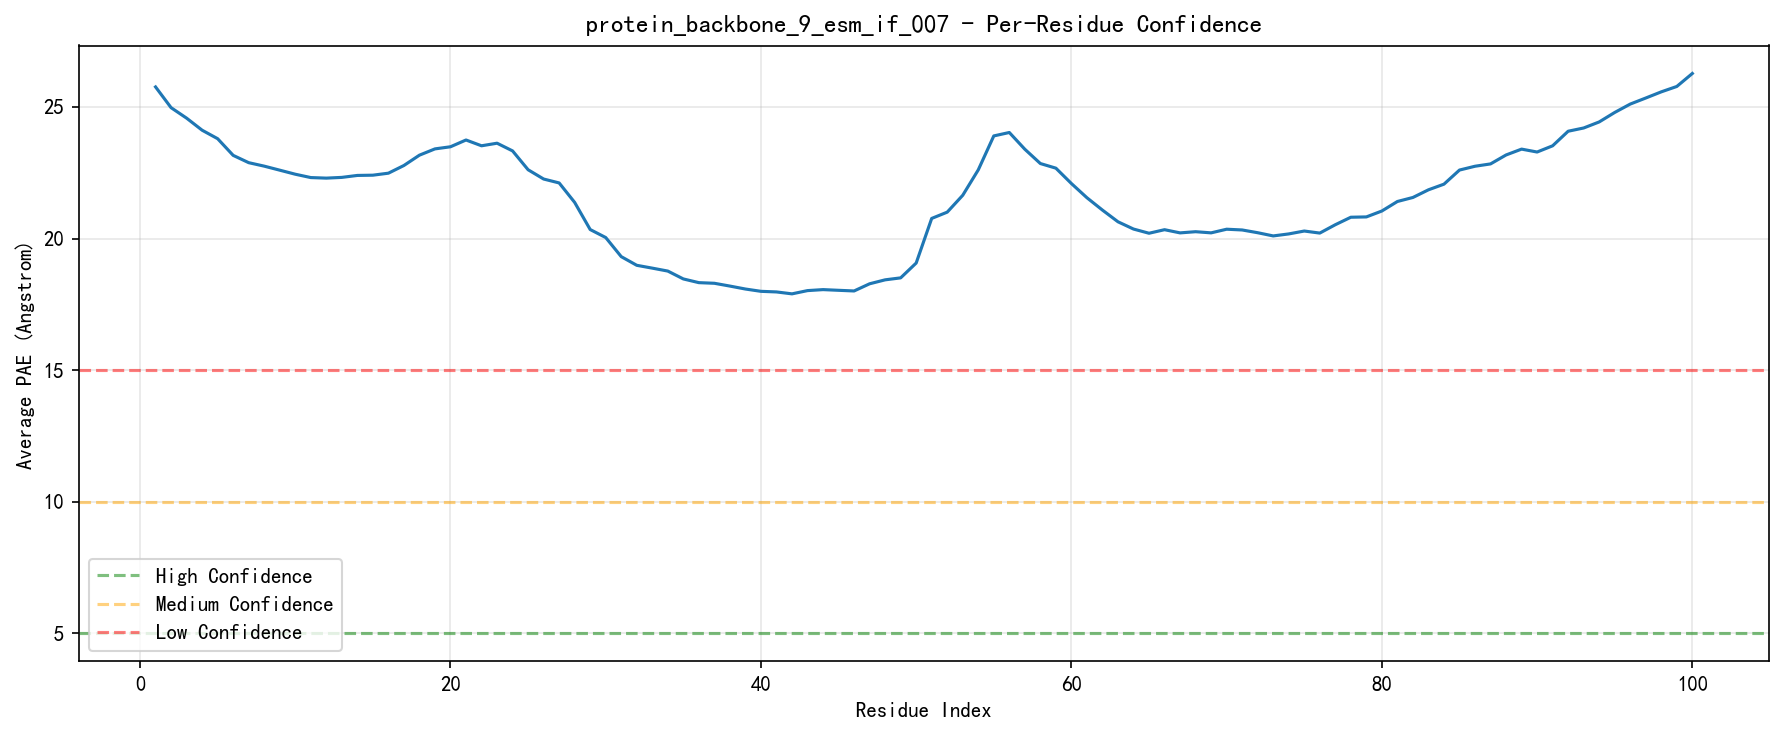 protein_backbone_9_esm_if_007 - Per-Residue Confidence
Average PAE (Angstrom)
25
20
15
10
5
High Confidence
Medium Confidence
Low Confidence
0 20 40 60 80 100
Residue Index